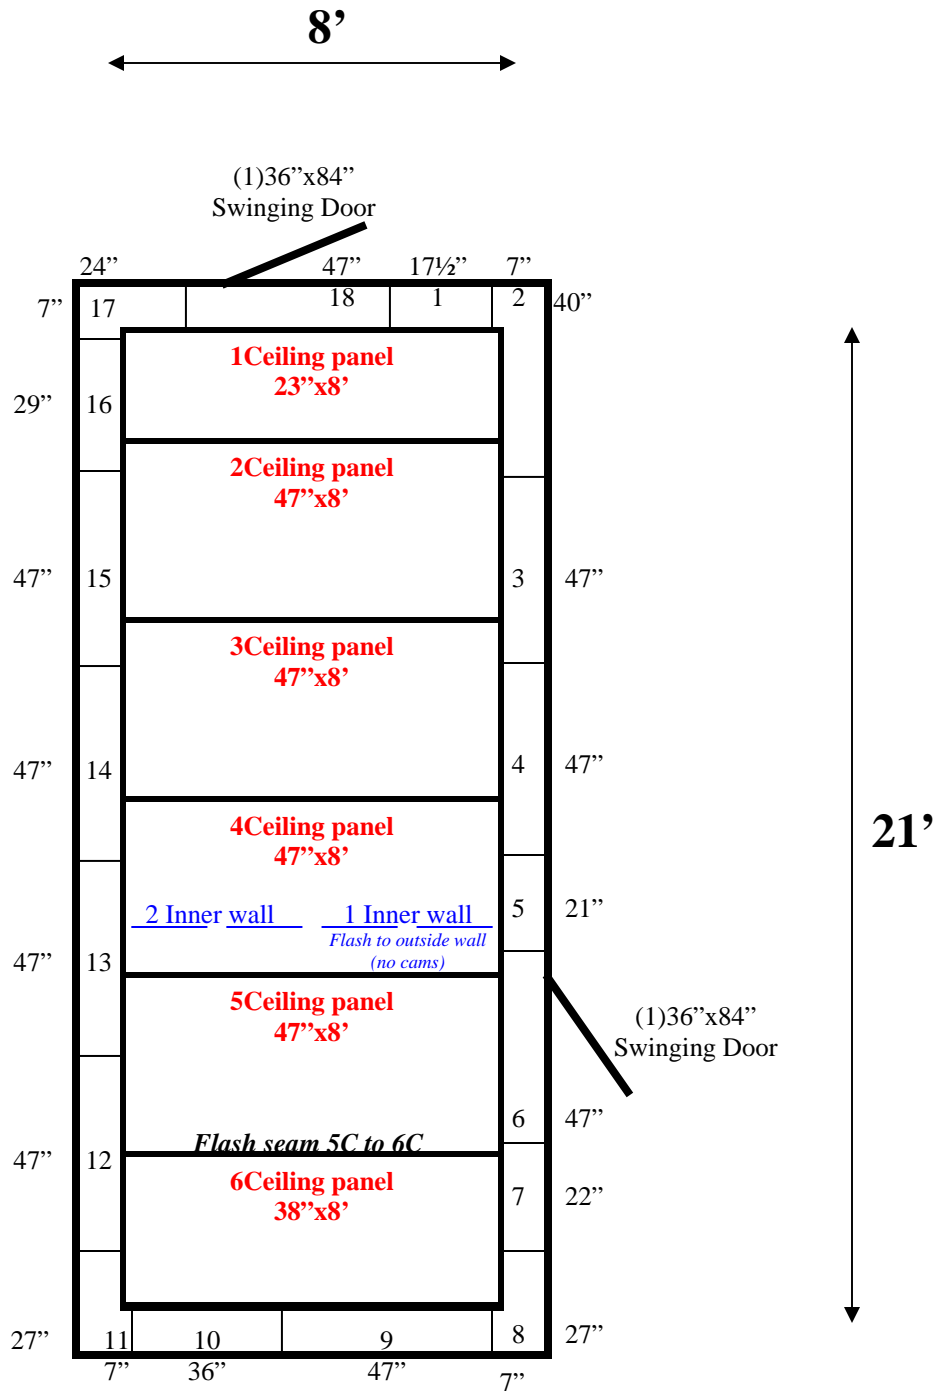 8’
(1)36”x84”
Swinging Door
24” 47” 17½” 7”
7” 17 18 1 2 40”
1Ceiling panel
23”x8’
29” 16
2Ceiling panel
47”x8’
47” 15 3 47”
3Ceiling panel
47”x8’
47” 14 4 47”
4Ceiling panel
47”x8’
21’
2 Inner wall 1 Inner wall 5 21”
Flash to outside wall
(no cams)
47” 13
5Ceiling panel
47”x8’
(1)36”x84”
Swinging Door
6 47”
Flash seam 5C to 6C
47” 12
6Ceiling panel
38”x8’
7 22”
27” 11 10 9 8 27”
7” 36” 47” 7”